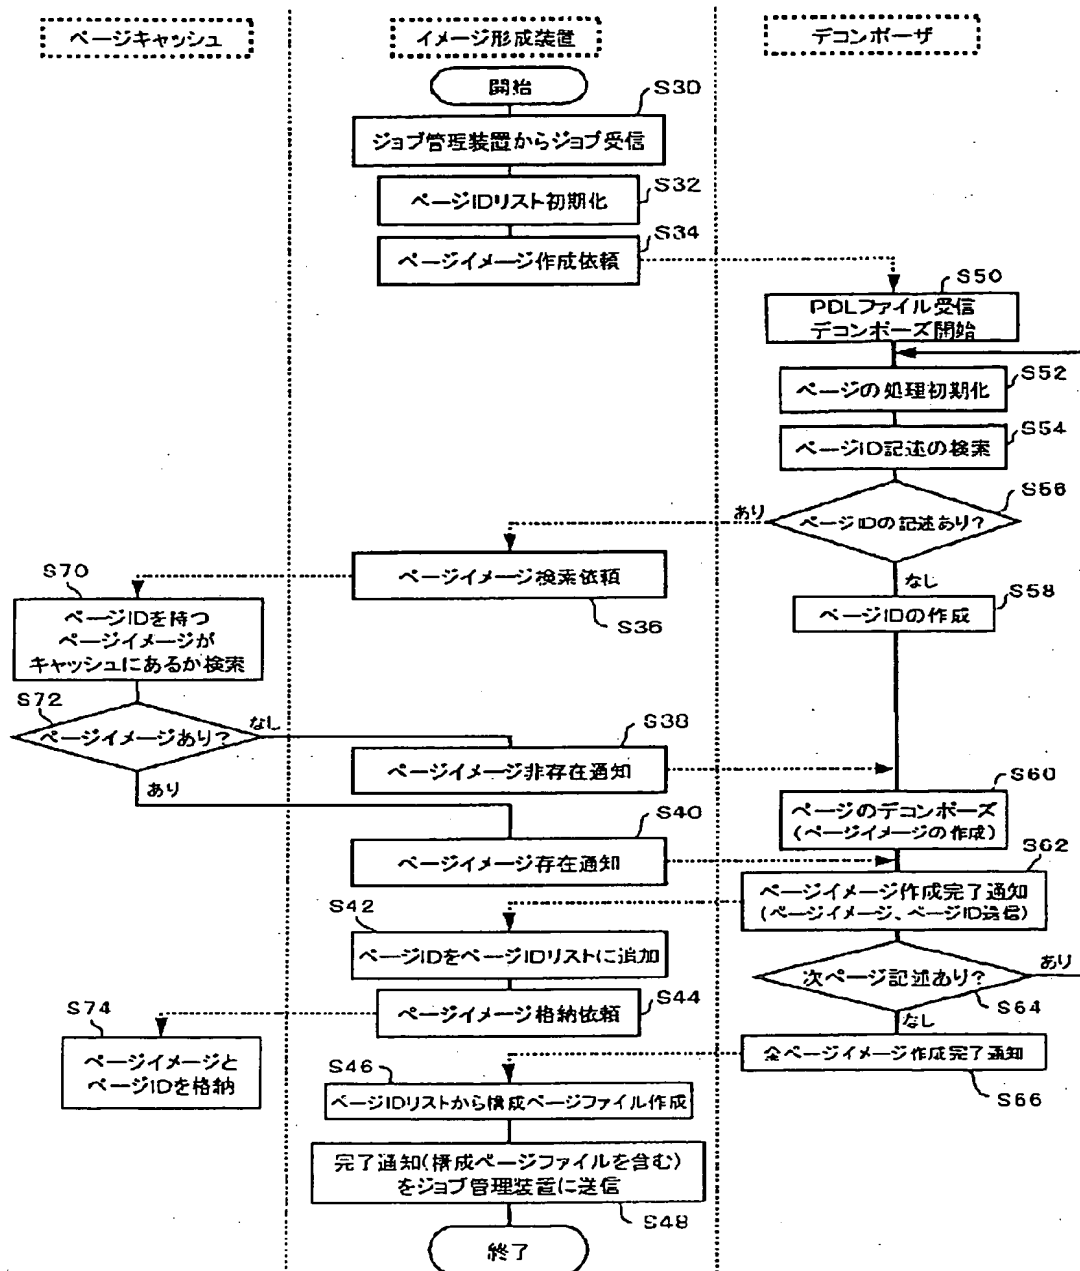 ページキャッシュ
イメージ形成装置
デコンポーザ
開始
S30
ジョブ管理装置からジョブ受信
S32
ページIDリスト初期化
S34
ページイメージ作成依頼
S50
PDLファイル受信
デコンポーズ開始
S52
ページの処理初期化
S54
ページID記述の検索
S56
ページIDの記述あり?
あり
なし
ページイメージ検索依頼
S36
S58
ページIDの作成
S70
ページIDを持つ
ページイメージが
キャッシュにあるか検索
S72
ページイメージあり?
なし
あり
S38
ページイメージ非存在通知
S60
ページのデコンポーズ
(ページイメージの作成)
S40
ページイメージ存在通知
S62
ページイメージ作成完了通知
(ページイメージ、ページID送信)
S42
ページIDをページIDリストに追加
次ページ記述あり?
あり
S64
なし
S44
ページイメージ格納依頼
S74
ページイメージと
ページIDを格納
全ページイメージ作成完了通知
S66
S46
ページIDリストから構成ページファイル作成
完了通知(構成ページファイルを含む)
をジョブ管理装置に送信
S48
終了